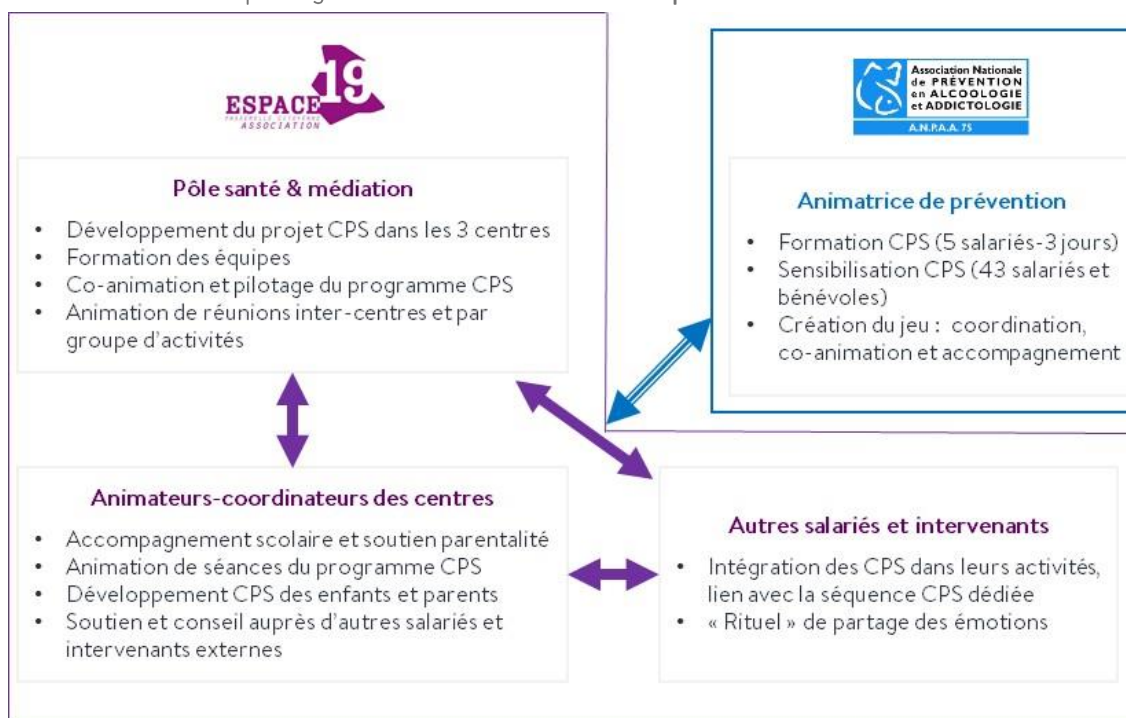 ESPACE 19
PASSERELLE CITOYENNE
ASSOCIATION
Pôle santé & médiation
• Développement du projet CPS dans les 3 centres
• Formation des équipes
• Co-animation et pilotage du programme CPS
• Animation de réunions inter-centres et par
groupe d'activités
Association Nationale
de PRÉVENTION
en ALCOOLOGIE
et ADDICTOLOGIE
A.N.P.A.A. 75
Animatrice de prévention
• Formation CPS (5 salariés-3 jours)
• Sensibilisation CPS (43 salariés et
bénévoles)
• Création du jeu : coordination,
co-animation et accompagnement
Animateurs-coordinateurs des centres
• Accompagnement scolaire et soutien parentalité
• Animation de séances du programme CPS
• Développement CPS des enfants et parents
• Soutien et conseil auprès d'autres salariés et
intervenants externes
Autres salariés et intervenants
• Intégration des CPS dans leurs activités,
lien avec la séquence CPS dédiée
• « Rituel » de partage des émotions